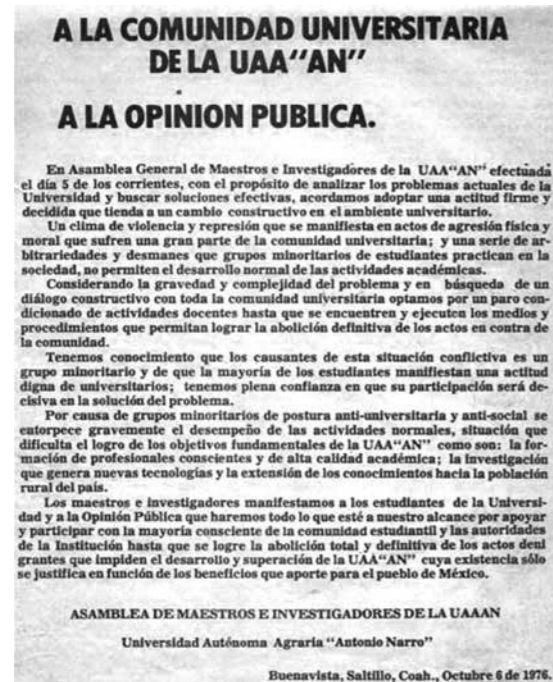 A LA COMUNIDAD UNIVERSITARIA
DE LA UAA"AN"
A LA OPINION PUBLICA.
En Asamblea General de Maestros e Investigadores de la UAA"AN" efectuada
el día 5 de los corrientes, con el propósito de analizar los problemas actuales de la
Universidad y buscar soluciones efectivas, acordamos adoptar una actitud firme y
decidida que tienda a un cambio constructivo en el ambiente universitario.
Un clima de violencia y represión que se manifiesta en actos de agresión física y
moral que sufren una gran parte de la comunidad universitaria; y una serie de ar-
bitrariedades y desmanes que grupos minoritarios de estudiantes practican en la
sociedad, no permiten el desarrollo normal de las actividades académicas.
Considerando la gravedad y complejidad del problema y en búsqueda de un
diálogo constructivo con toda la comunidad universitaria optamos por un paro con-
dicionado de actividades docentes hasta que se encuentren y ejecuten los medios y
procedimientos que permitan lograr la abolición definitiva de los actos en contra de
la comunidad.
Tenemos conocimiento que los causantes de esta situación conflictiva es un
grupo minoritario y de que la mayoría de los estudiantes manifiestan una actitud
digna de universitarios; tenemos plena confianza en que su participación será de-
cisiva en la solución del problema.
Por causa de grupos minoritarios de postura anti-universitaria y anti-social se
entorpece gravemente el desempeño de las actividades normales, situación que
dificulta el logro de los objetivos fundamentales de la UAA"AN" como son: la for-
mación de profesionales conscientes y de alta calidad académica; la investigación
que genera nuevas tecnologías y la extensión de los conocimientos hacia la población
rural del país.
Los maestros e investigadores manifestamos a los estudiantes de la Universi-
dad y a la Opinión Pública que haremos todo lo que esté a nuestro alcance por apoyar
y participar con la mayoría consciente de la comunidad estudiantil y las autoridades
de la Institución hasta que se logre la abolición total y definitiva de los actos deni
grantes que impiden el desarrollo y superación de la UAA"AN" cuya existencia sólo
se justifica en función de los beneficios que aporte para el pueblo de México.
ASAMBLEA DE MAESTROS E INVESTIGADORES DE LA UAAAN
Universidad Autónoma Agraria "Antonio Narro"
Buenavista, Saltillo, Coah., Octubre 6 de 1976.